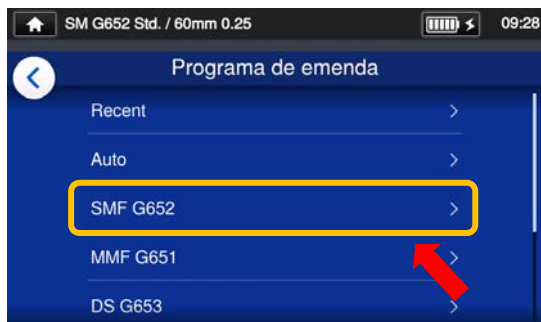 SM G652 Std. / 60mm 0.25 09:28
Programa de emenda
Recent
Auto
SMF G652
MMF G651
DS G653